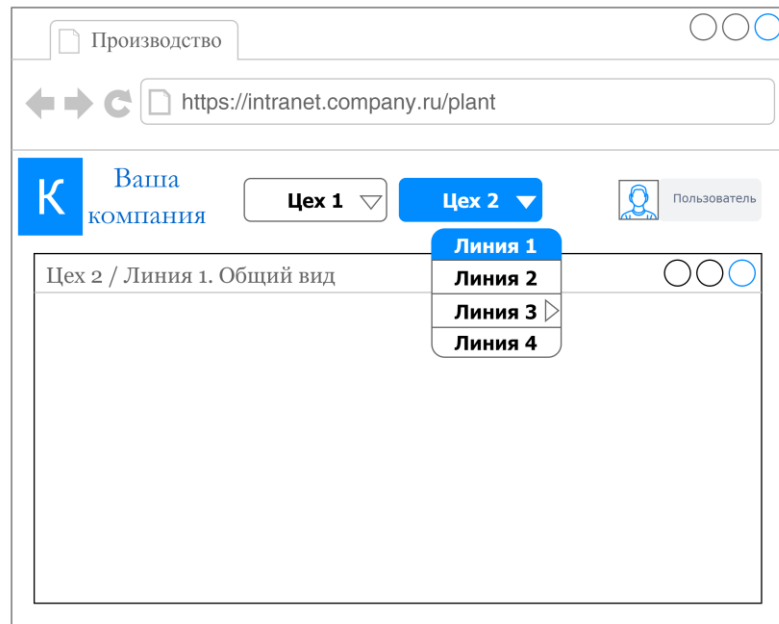 Производство
https://intranet.company.ru/plant
К
Ваша
компания
Цех 1
Цех 2
Пользователь
Линия 1
Линия 2
Линия 3
Линия 4
Цех 2 / Линия 1. Общий вид